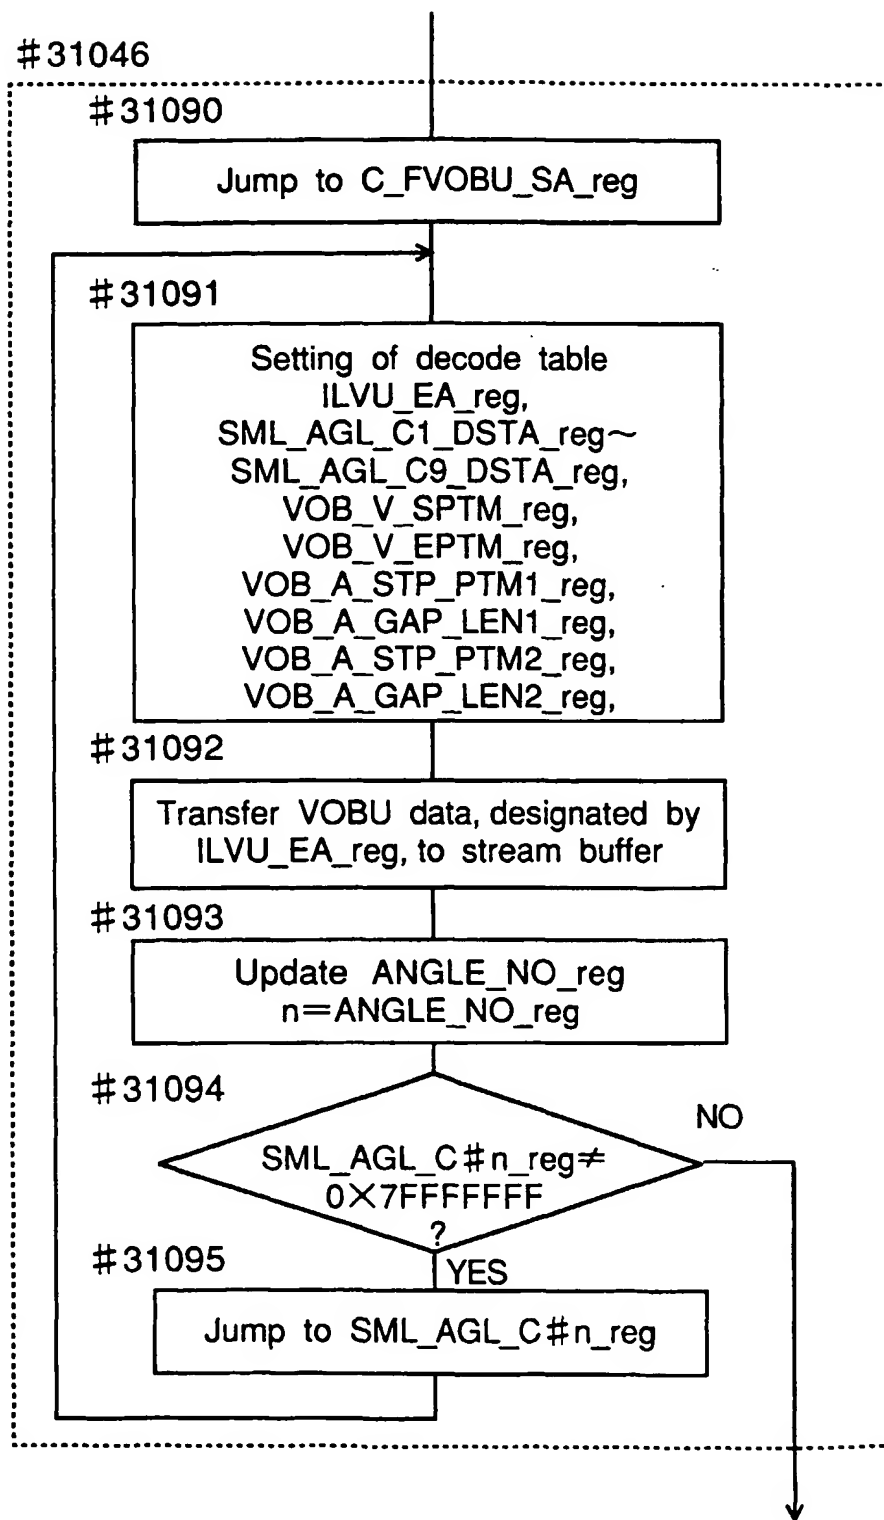 #31046
#31090
Jump to C_FVOBU_SA_reg
#31091
Setting of decode table
ILVU_EA_reg,
SML_AGL_C1_DSTA_reg~
SML_AGL_C9_DSTA_reg,
VOB_V_SPTM_reg,
VOB_V_EPTM_reg,
VOB_A_STP_PTM1_reg,
VOB_A_GAP_LEN1_reg,
VOB_A_STP_PTM2_reg,
VOB_A_GAP_LEN2_reg,
#31092
Transfer VOBU data, designated by
ILVU_EA_reg, to stream buffer
#31093
Update ANGLE_NO_reg
n=ANGLE_NO_reg
#31094
NO
SML_AGL_C#n_reg≠
0X7FFFFFFF
?
#31095
YES
Jump to SML_AGL_C#n_reg